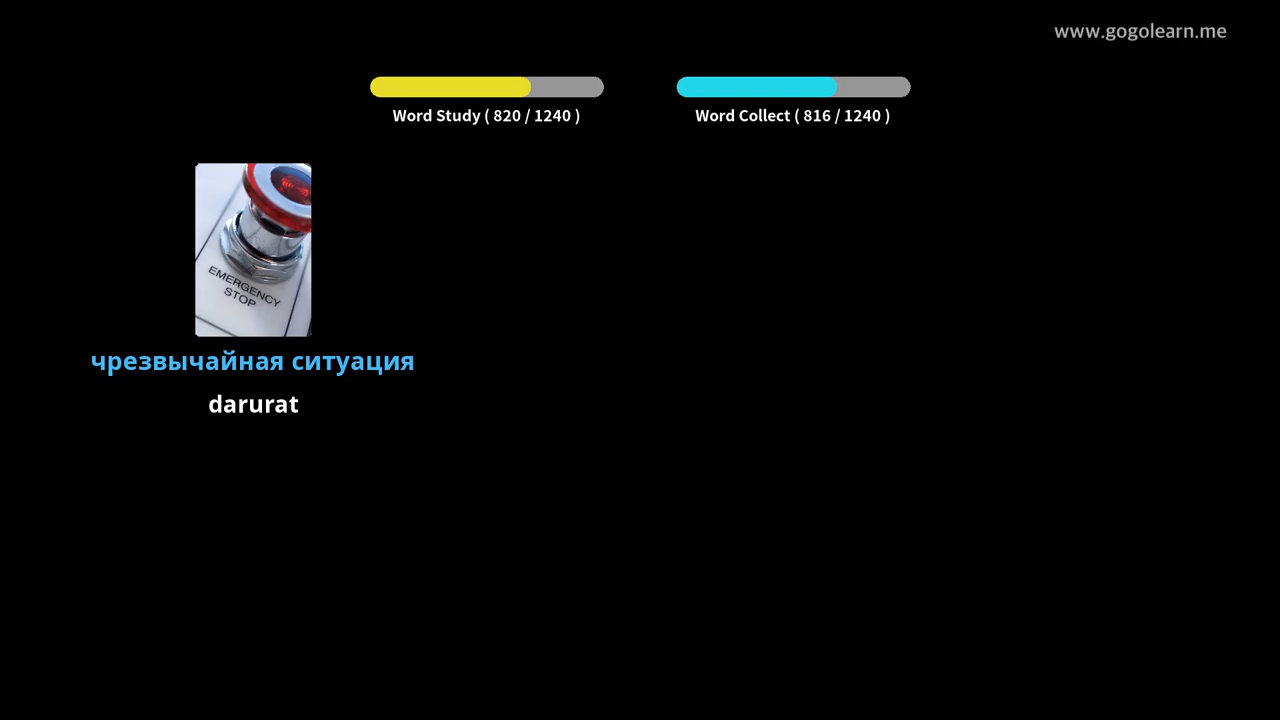 www.gogolearn.me
Word Study ( 820 / 1240 )
Word Collect ( 816 / 1240 )
EMERGENCY
STOP
чрезвычайная ситуация
darurat